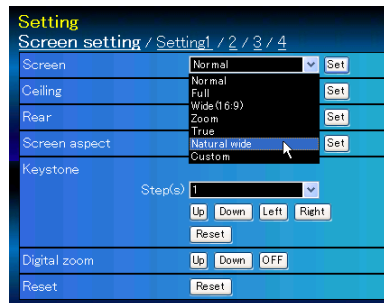 Setting
Screen setting / Setting1 / 2 / 3 / 4
Screen Normal Set
Normal
Full
Wide(16:9)
Zoom
True
Natural wide
Custom
Ceiling Set
Rear Set
Screen aspect Set
Keystone
Step(s) 1
Up Down Left Right
Reset
Digital zoom Up Down OFF
Reset Reset